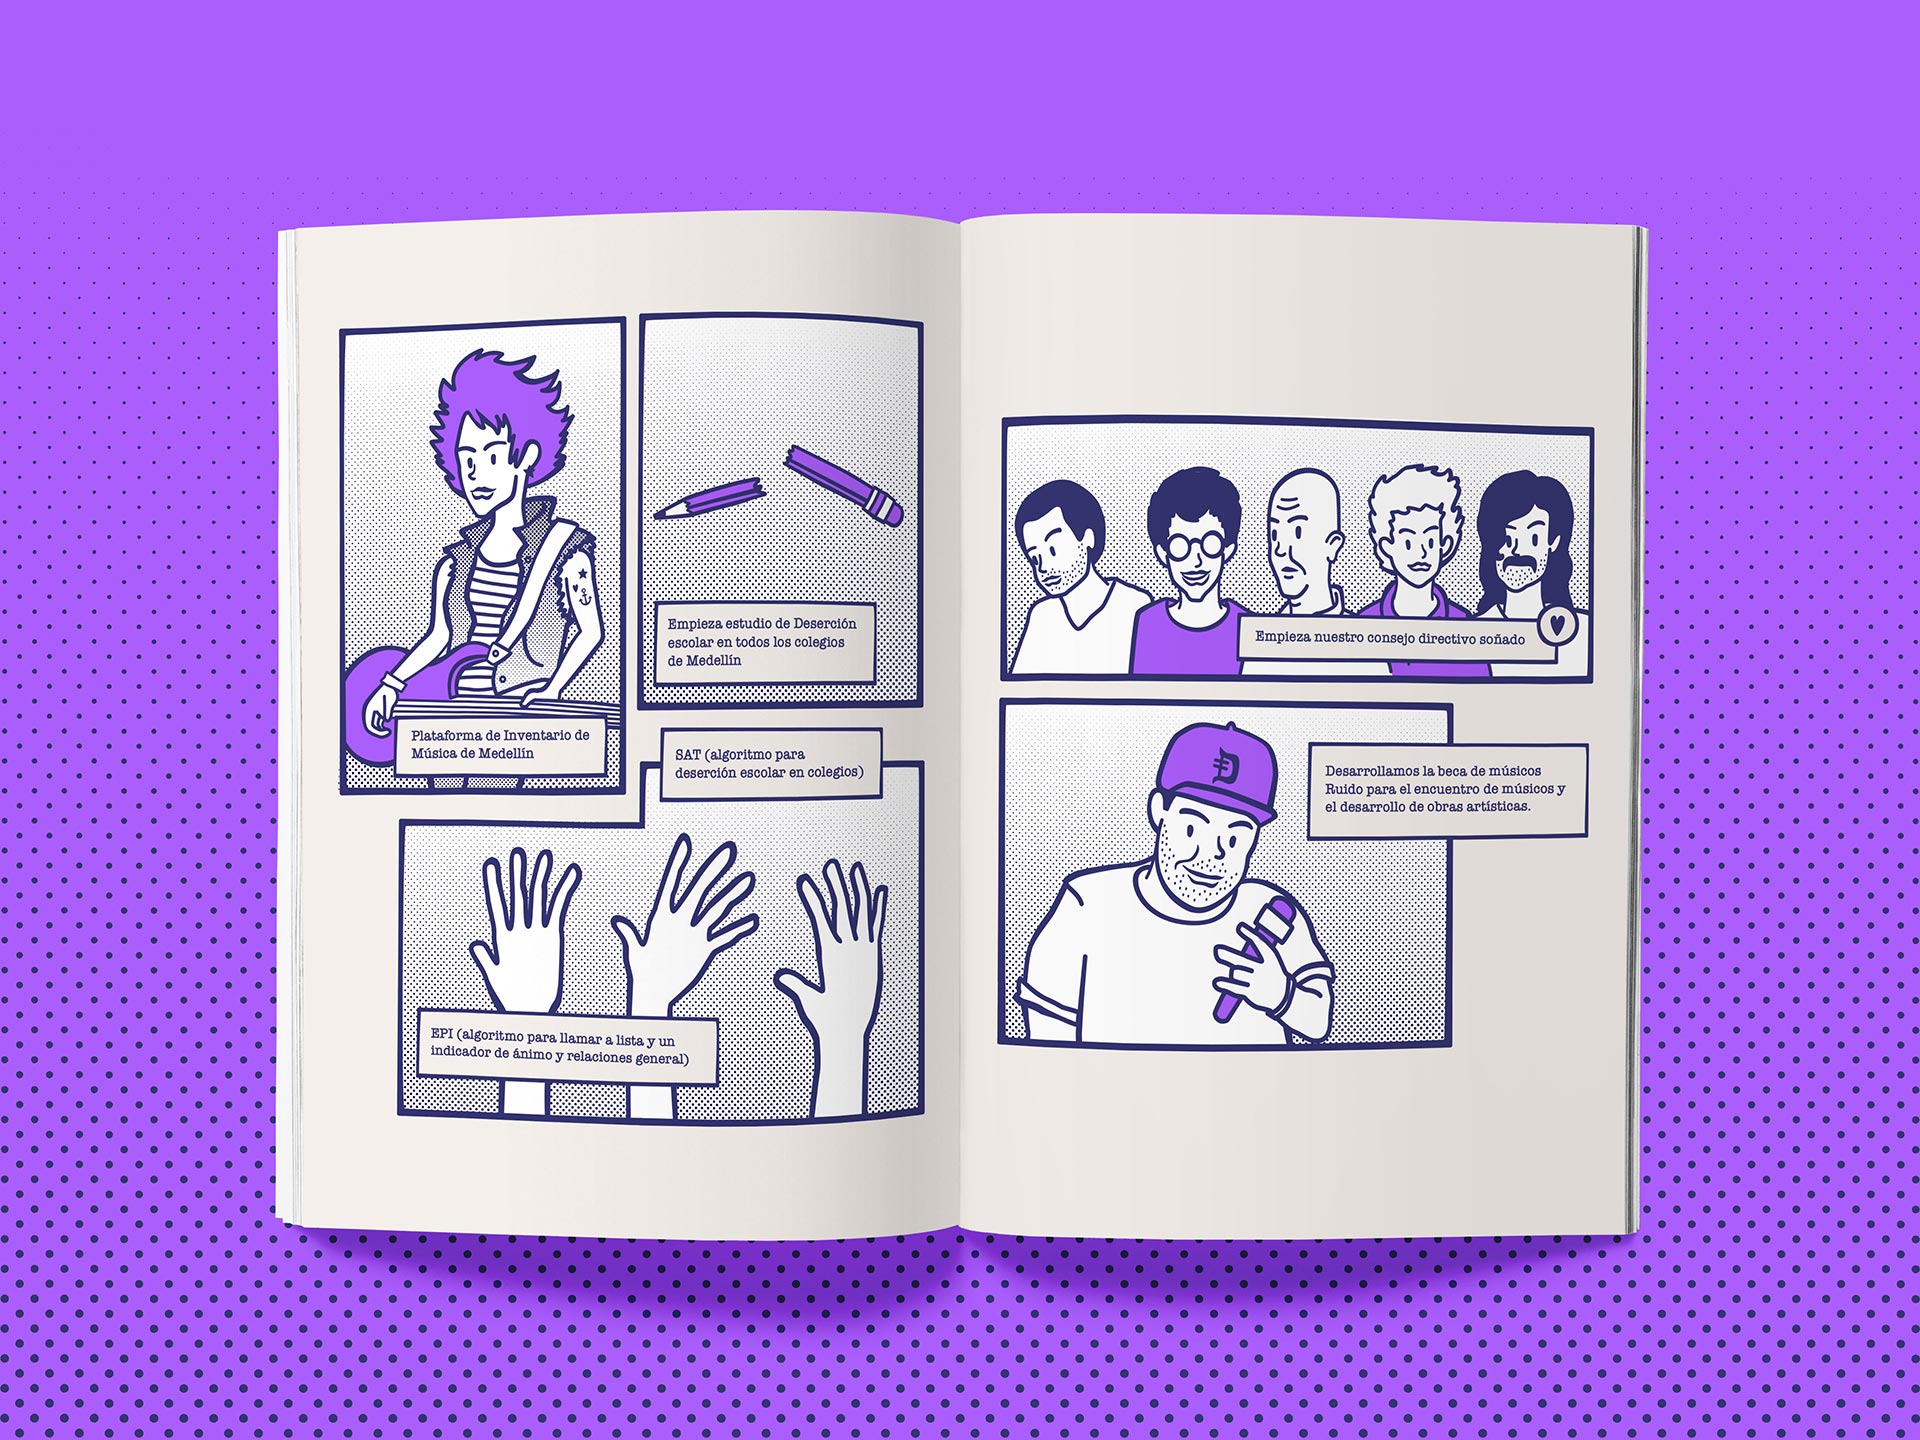 Plataforma de Inventario de
Música de Medellín
Empieza estudio de Deserción
escolar en todos los colegios
de Medellín
SAT (algoritmo para
deserción escolar en colegios)
EPI (algoritmo para llamar a lista y un
indicador de ánimo y relaciones general)
Empieza nuestro consejo directivo soñado
D
Desarrollamos la beca de músicos
Ruido para el encuentro de músicos y
el desarrollo de obras artísticas.